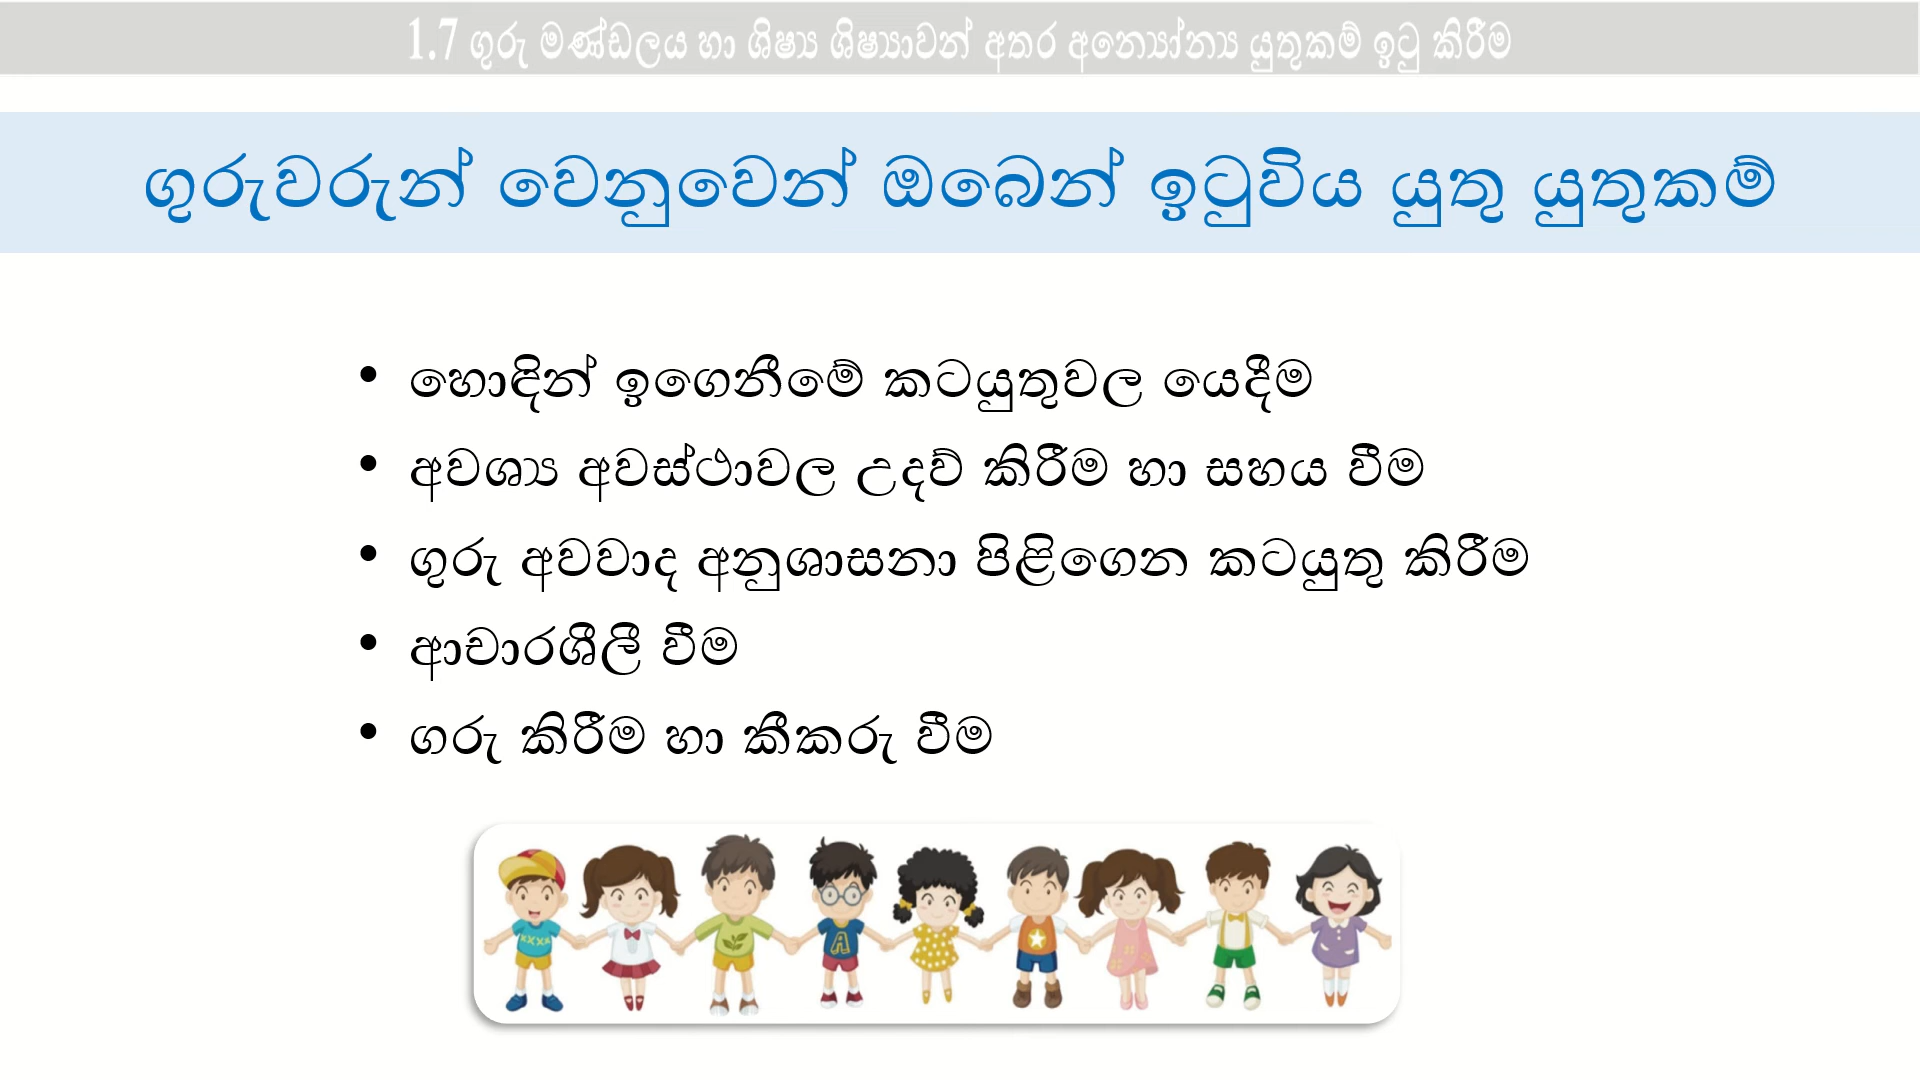 1.7 ගුරු මණ්ඩලය හා ශිෂ්‍ය ශිෂ්‍යාවන් අතර අන්‍යෝන්‍ය යුතුකම් ඉටු කිරීම
ගුරුවරුන් වෙනුවෙන් ඔබෙන් ඉටුවිය යුතු යුතුකම්
• හොඳින් ඉගෙනීමේ කටයුතුවල යෙදීම
• අවශ්‍ය අවස්ථාවල උදව් කිරීම හා සහය වීම
• ගුරු අවවාද අනුශාසනා පිළිගෙන කටයුතු කිරීම
• ආචාරශීලී වීම
• ගරු කිරීම හා කීකරු වීම
KXXX
A